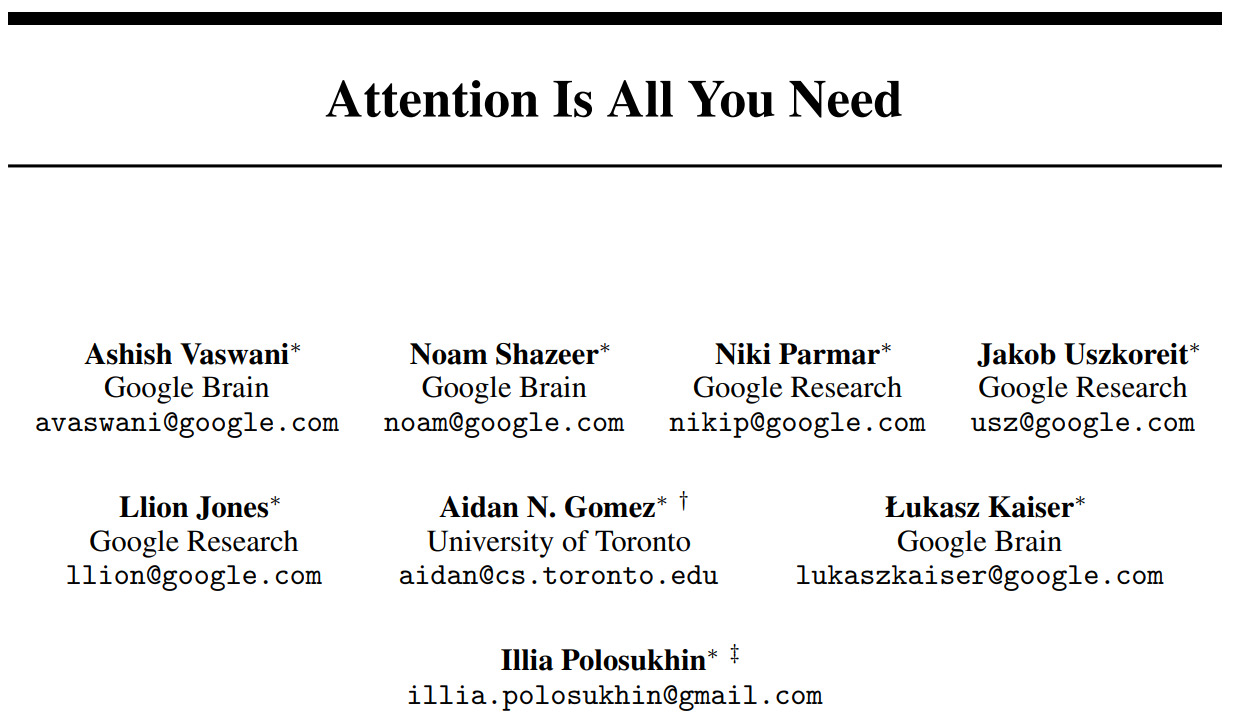 Attention Is All You Need
Ashish Vaswani* Noam Shazeer* Niki Parmar* Jakob Uszkoreit*
Google Brain Google Brain Google Research Google Research
avaswani@google.com noam@google.com nikip@google.com usz@google.com
Llion Jones* Aidan N. Gomez* † Łukasz Kaiser*
Google Research University of Toronto Google Brain
llion@google.com aidan@cs.toronto.edu lukaszkaiser@google.com
Illia Polosukhin* ‡
illia.polosukhin@gmail.com